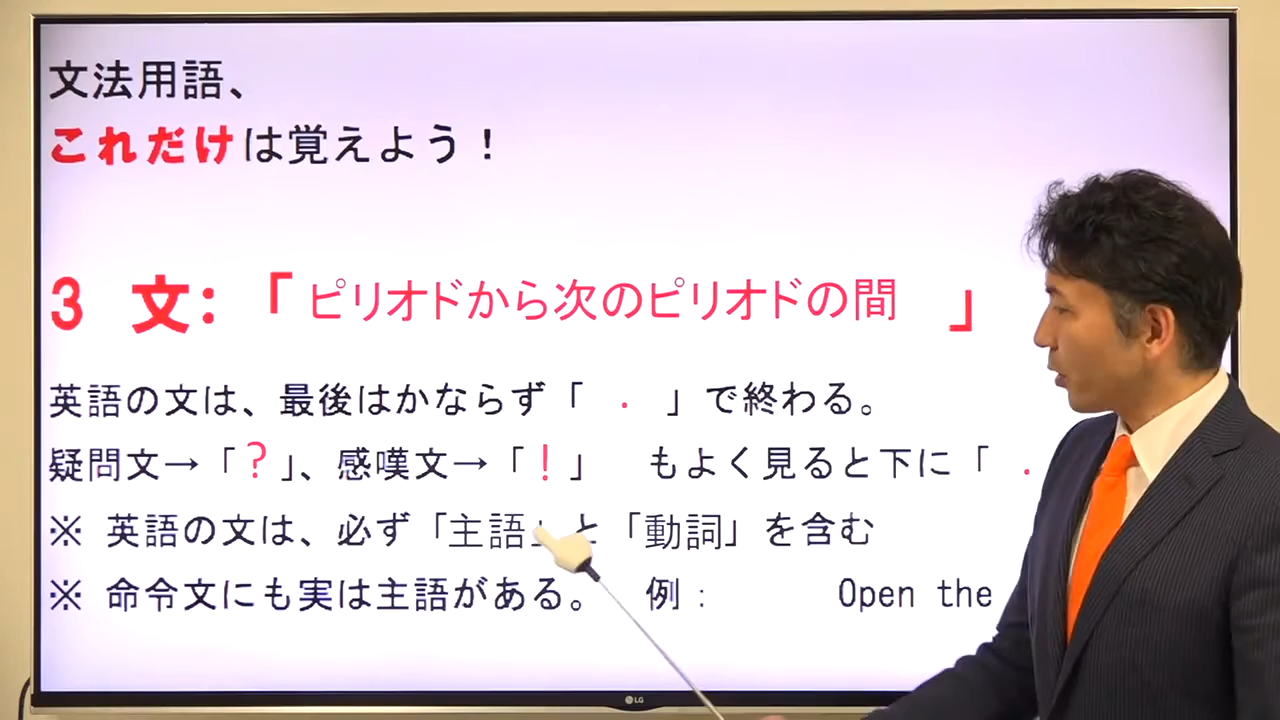 文法用語、
これだけは覚えよう！
3 文：「ピリオドから次のピリオドの間 」
英語の文は、最後はかならず「 . 」で終わる。
疑問文→「?」、感嘆文→「!」 もよく見ると下に「 .
※ 英語の文は、必ず「主語」と「動詞」を含む
※ 命令文にも実は主語がある。 例： Open the
LG